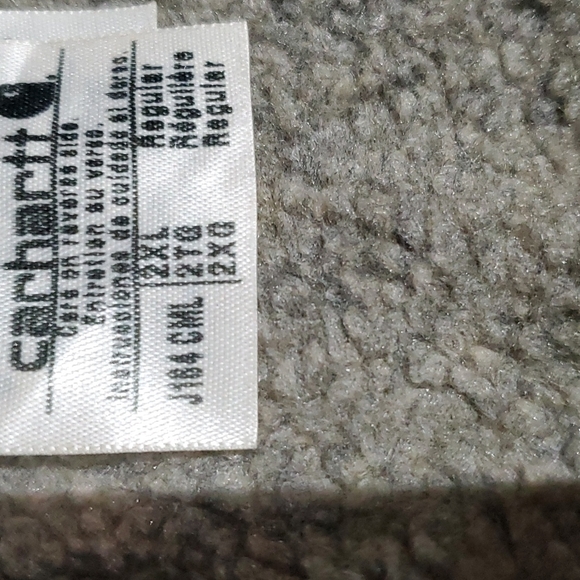 carhartt
Care on reverse side.
Entretien au verso.
Instrucciones de cuidado al dorso.
2XL Regular
2TG Régulière
J184 CML 2XG Regular